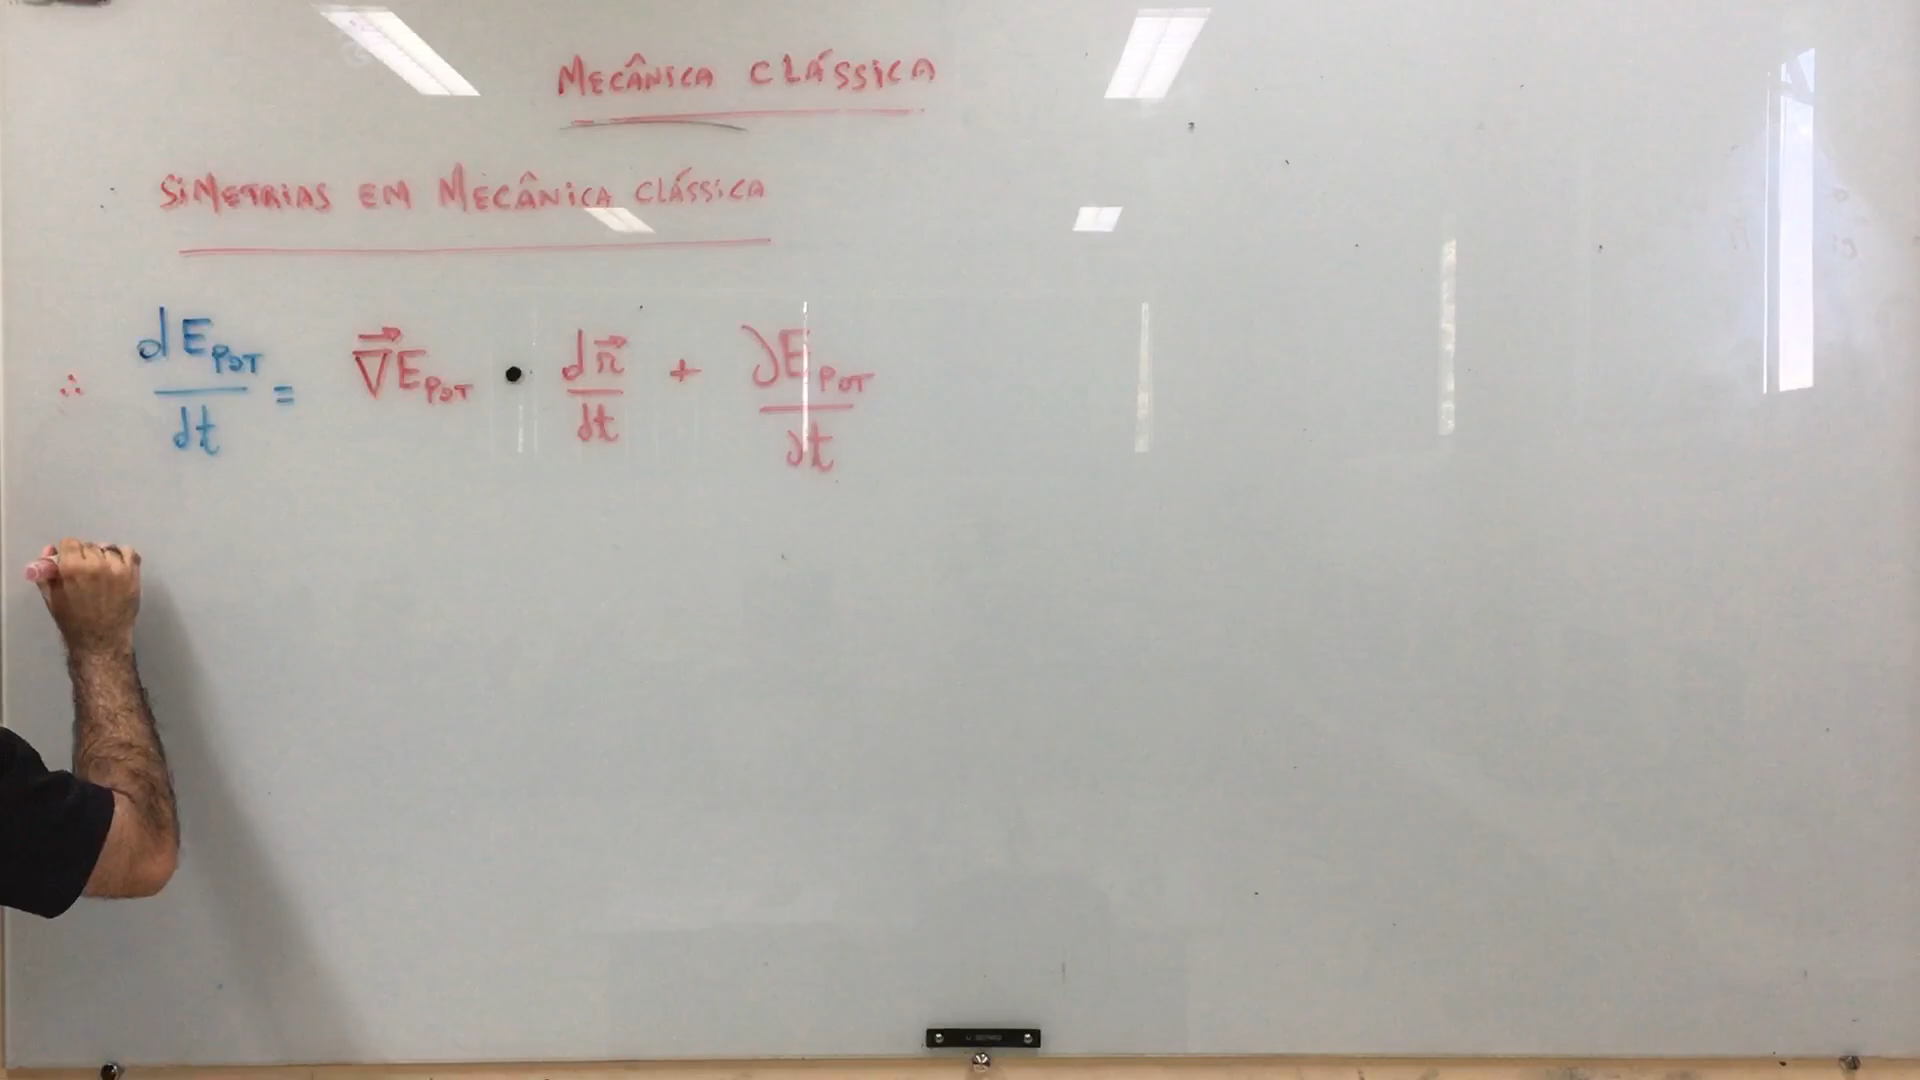 MECÂNICA CLÁSSICA
SIMETRIAS EM MECÂNICA CLÁSSICA
∴ dE_POT/dt = ∇⃗E_POT • dr⃗/dt + ∂E_POT/∂t